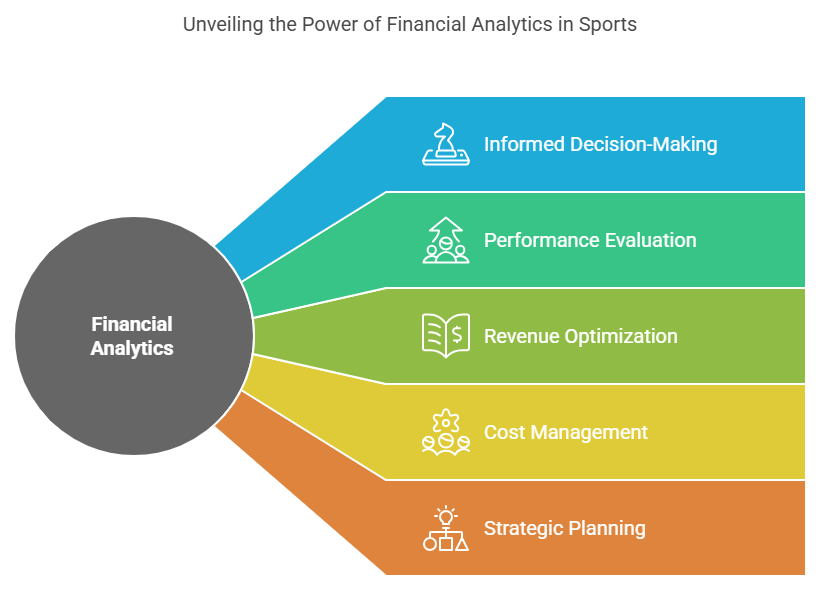 Unveiling the Power of Financial Analytics in Sports
Informed Decision-Making
Performance Evaluation
Financial
Analytics
Revenue Optimization
Cost Management
Strategic Planning